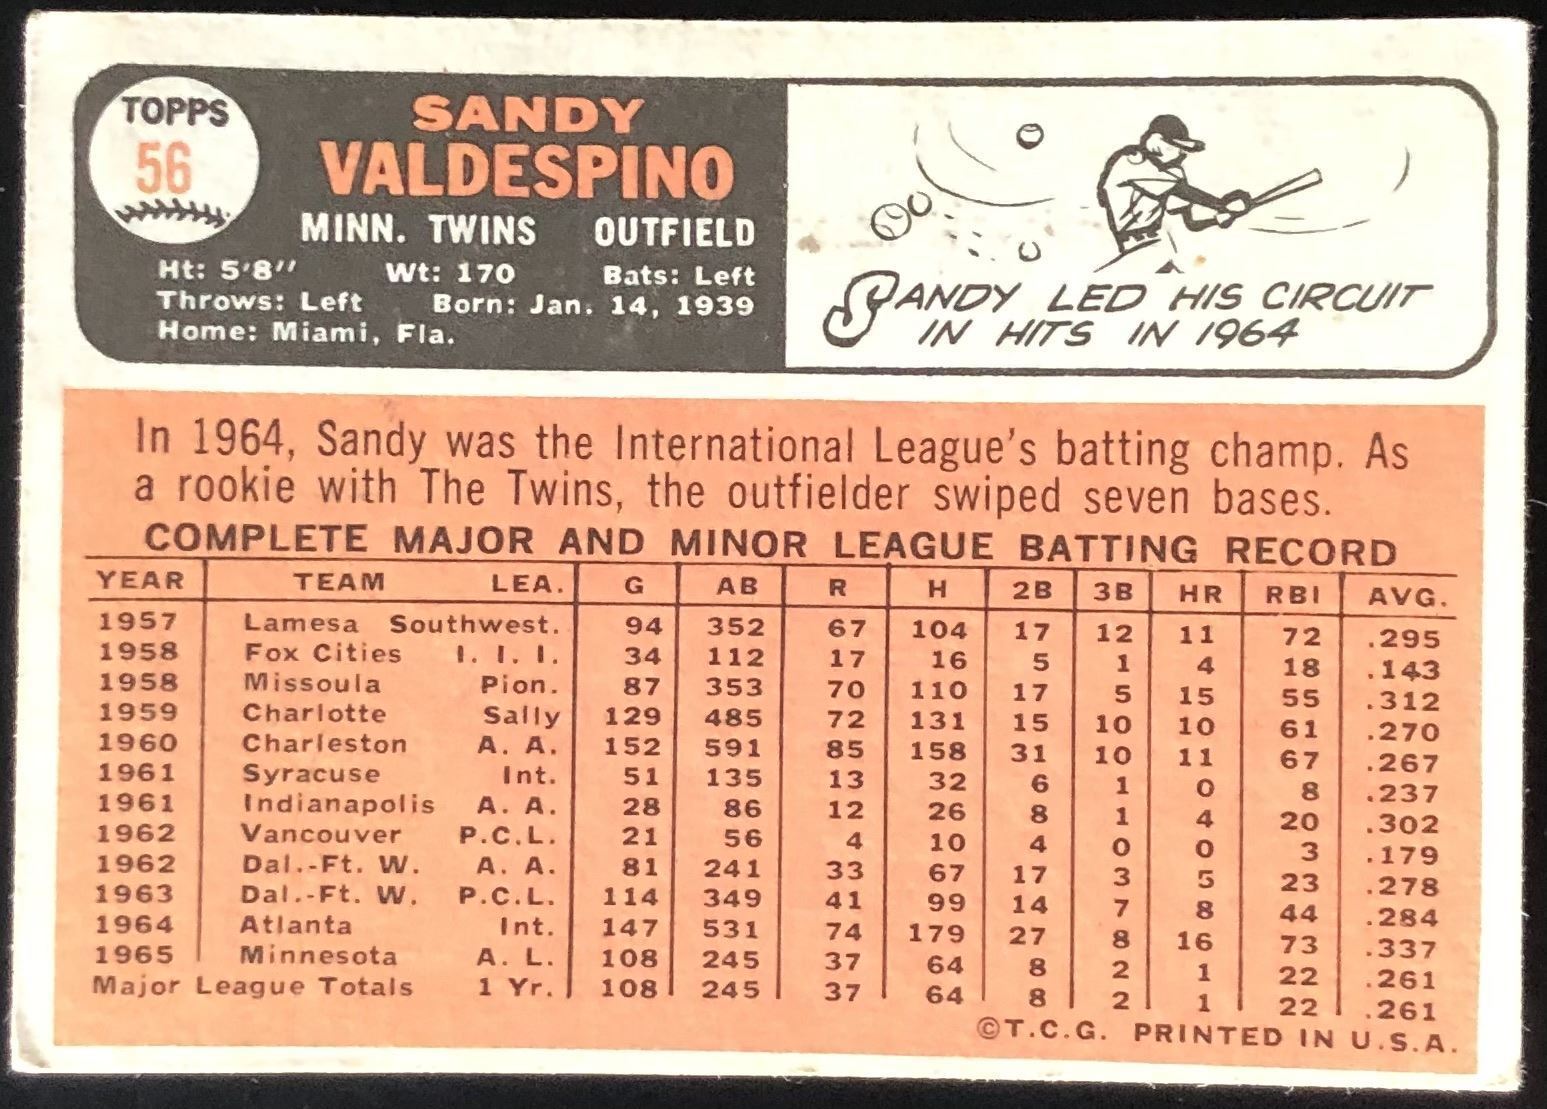 TOPPS
56
SANDY
VALDESPINO
MINN. TWINS OUTFIELD
Ht: 5'8" Wt: 170 Bats: Left
Throws: Left Born: Jan. 14, 1939
Home: Miami, Fla.
SANDY LED HIS CIRCUIT
IN HITS IN 1964
In 1964, Sandy was the International League's batting champ. As
a rookie with The Twins, the outfielder swiped seven bases.
COMPLETE MAJOR AND MINOR LEAGUE BATTING RECORD
YEAR TEAM LEA. G AB R H 2B 3B HR RBI AVG.
1957 Lamesa Southwest. 94 352 67 104 17 12 11 72 .295
1958 Fox Cities I. I. I. 34 112 17 16 5 1 4 18 .143
1958 Missoula Pion. 87 353 70 110 17 5 15 55 .312
1959 Charlotte Sally 129 485 72 131 15 10 10 61 .270
1960 Charleston A. A. 152 591 85 158 31 10 11 67 .267
1961 Syracuse Int. 51 135 13 32 6 1 0 8 .237
1961 Indianapolis A. A. 28 86 12 26 8 1 4 20 .302
1962 Vancouver P.C.L. 21 56 4 10 4 0 0 3 .179
1962 Dal.-Ft. W. A. A. 81 241 33 67 17 3 5 23 .278
1963 Dal.-Ft. W. P.C.L. 114 349 41 99 14 7 8 44 .284
1964 Atlanta Int. 147 531 74 179 27 8 16 73 .337
1965 Minnesota A. L. 108 245 37 64 8 2 1 22 .261
Major League Totals 1 Yr. 108 245 37 64 8 2 1 22 .261
©T.C.G. PRINTED IN U.S.A.